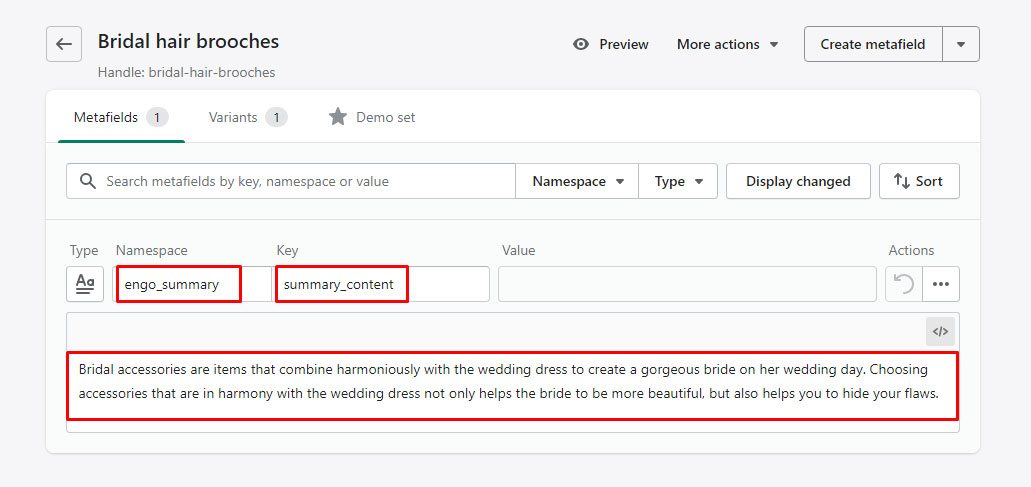 Bridal hair brooches
Preview
More actions
Create metafield
Handle: bridal-hair-brooches
Metafields 1
Variants 1
Demo set
Search metafields by key, namespace or value
Namespace
Type
Display changed
Sort
Type
Namespace
Key
Value
Actions
Aa
engo_summary
summary_content
</>
Bridal accessories are items that combine harmoniously with the wedding dress to create a gorgeous bride on her wedding day. Choosing
accessories that are in harmony with the wedding dress not only helps the bride to be more beautiful, but also helps you to hide your flaws.